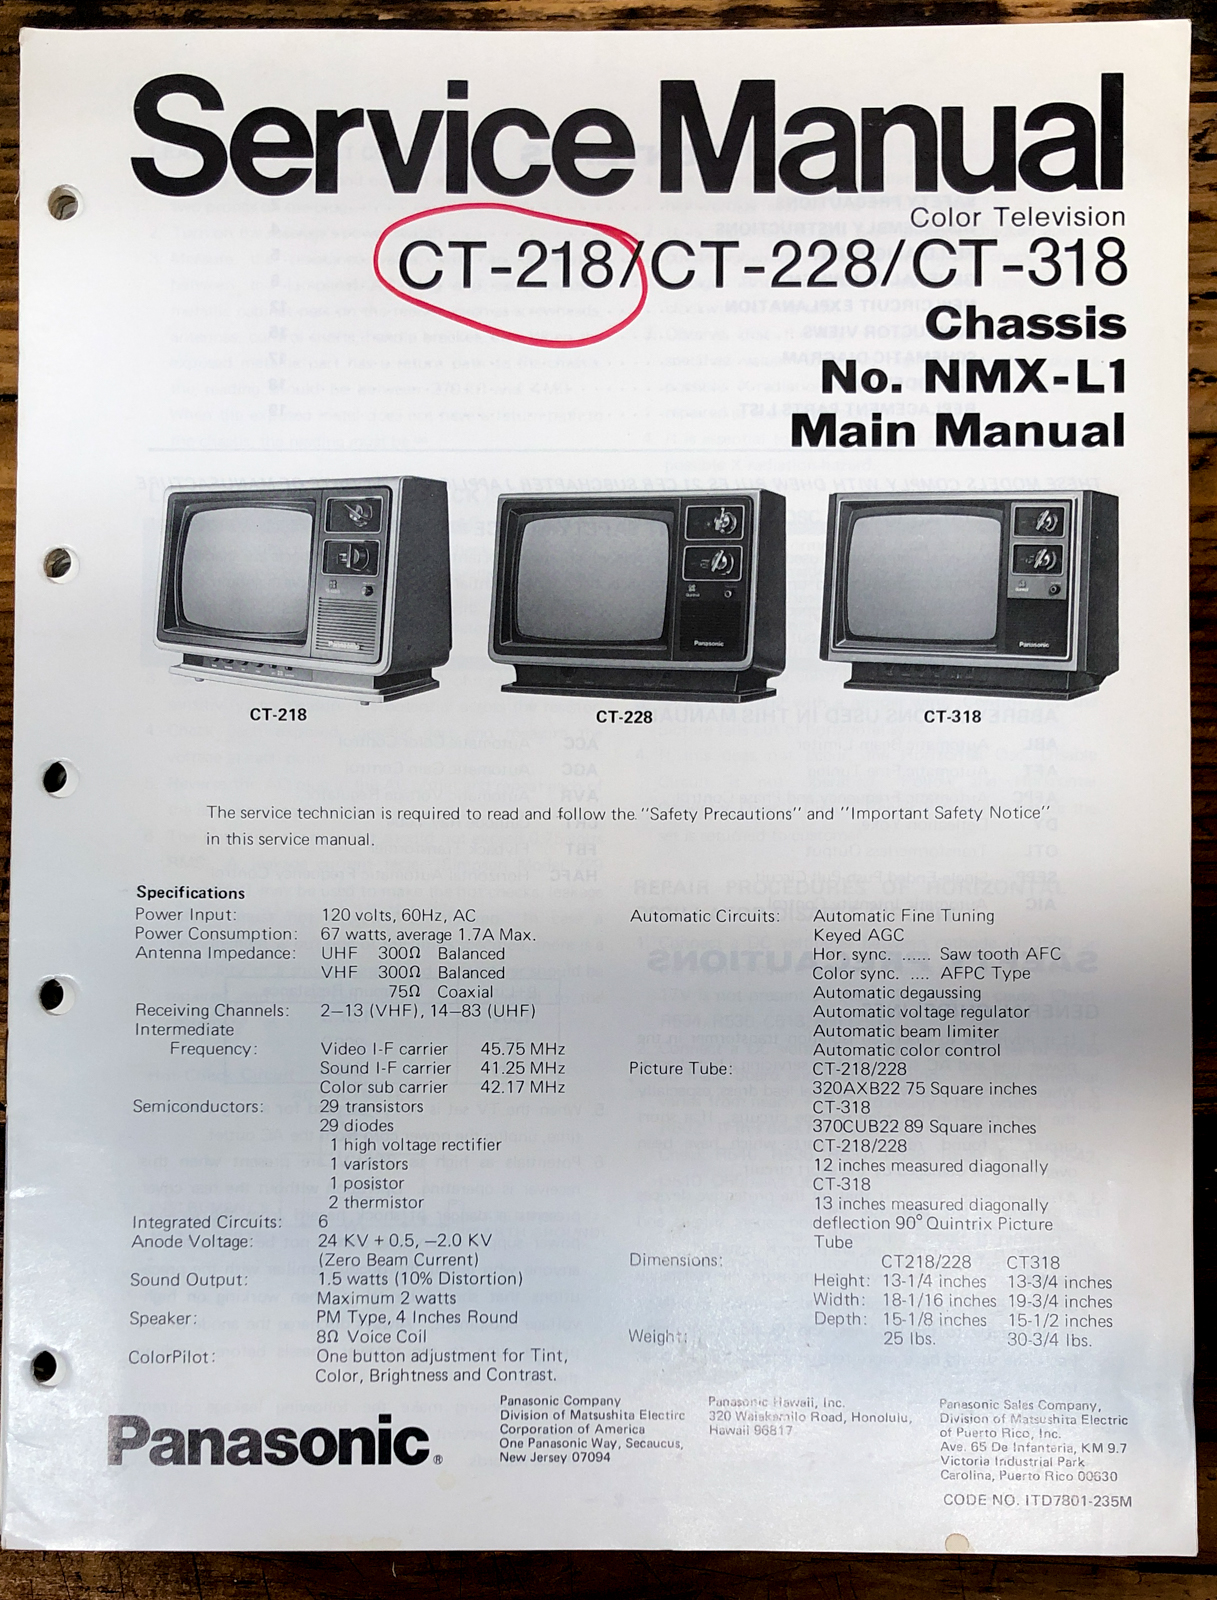 Service Manual
Color Television
CT-218/CT-228/CT-318
Chassis
No. NMX-L1
Main Manual
Panasonic
Panasonic
Panasonic
CT-218
CT-228
CT-318
The service technician is required to read and follow the "Safety Precautions" and "Important Safety Notice"
in this service manual.
Specifications
Power Input: 120 volts, 60Hz, AC
Power Consumption: 67 watts, average 1.7A Max.
Antenna Impedance: UHF 300Ω Balanced
VHF 300Ω Balanced
75Ω Coaxial
Receiving Channels: 2–13 (VHF), 14–83 (UHF)
Intermediate
Frequency: Video I-F carrier 45.75 MHz
Sound I-F carrier 41.25 MHz
Color sub carrier 42.17 MHz
Semiconductors: 29 transistors
29 diodes
1 high voltage rectifier
1 varistors
1 posistor
2 thermistor
Integrated Circuits: 6
Anode Voltage: 24 KV + 0.5, –2.0 KV
(Zero Beam Current)
Sound Output: 1.5 watts (10% Distortion)
Maximum 2 watts
Speaker: PM Type, 4 Inches Round
8Ω Voice Coil
ColorPilot: One button adjustment for Tint,
Color, Brightness and Contrast.
Automatic Circuits: Automatic Fine Tuning
Keyed AGC
Hor. sync. ...... Saw tooth AFC
Color sync. .... AFPC Type
Automatic degaussing
Automatic voltage regulator
Automatic beam limiter
Automatic color control
Picture Tube: CT-218/228
320AXB22 75 Square inches
CT-318
370CUB22 89 Square inches
CT-218/228
12 inches measured diagonally
CT-318
13 inches measured diagonally
deflection 90° Quintrix Picture
Tube
Dimensions: CT218/228 CT318
Height: 13-1/4 inches 13-3/4 inches
Width: 18-1/16 inches 19-3/4 inches
Depth: 15-1/8 inches 15-1/2 inches
Weight: 25 lbs. 30-3/4 lbs.
Panasonic®
Panasonic Company
Division of Matsushita Electirc
Corporation of America
One Panasonic Way, Secaucus,
New Jersey 07094
Panasonic Hawaii, Inc.
320 Waiakamilo Road, Honolulu,
Hawaii 96817
Panasonic Sales Company,
Division of Matsushita Electric
of Puerto Rico, Inc.
Ave. 65 De Infanteria, KM 9.7
Victoria Industrial Park
Carolina, Puerto Rico 00630
CODE NO. ITD7801-235M